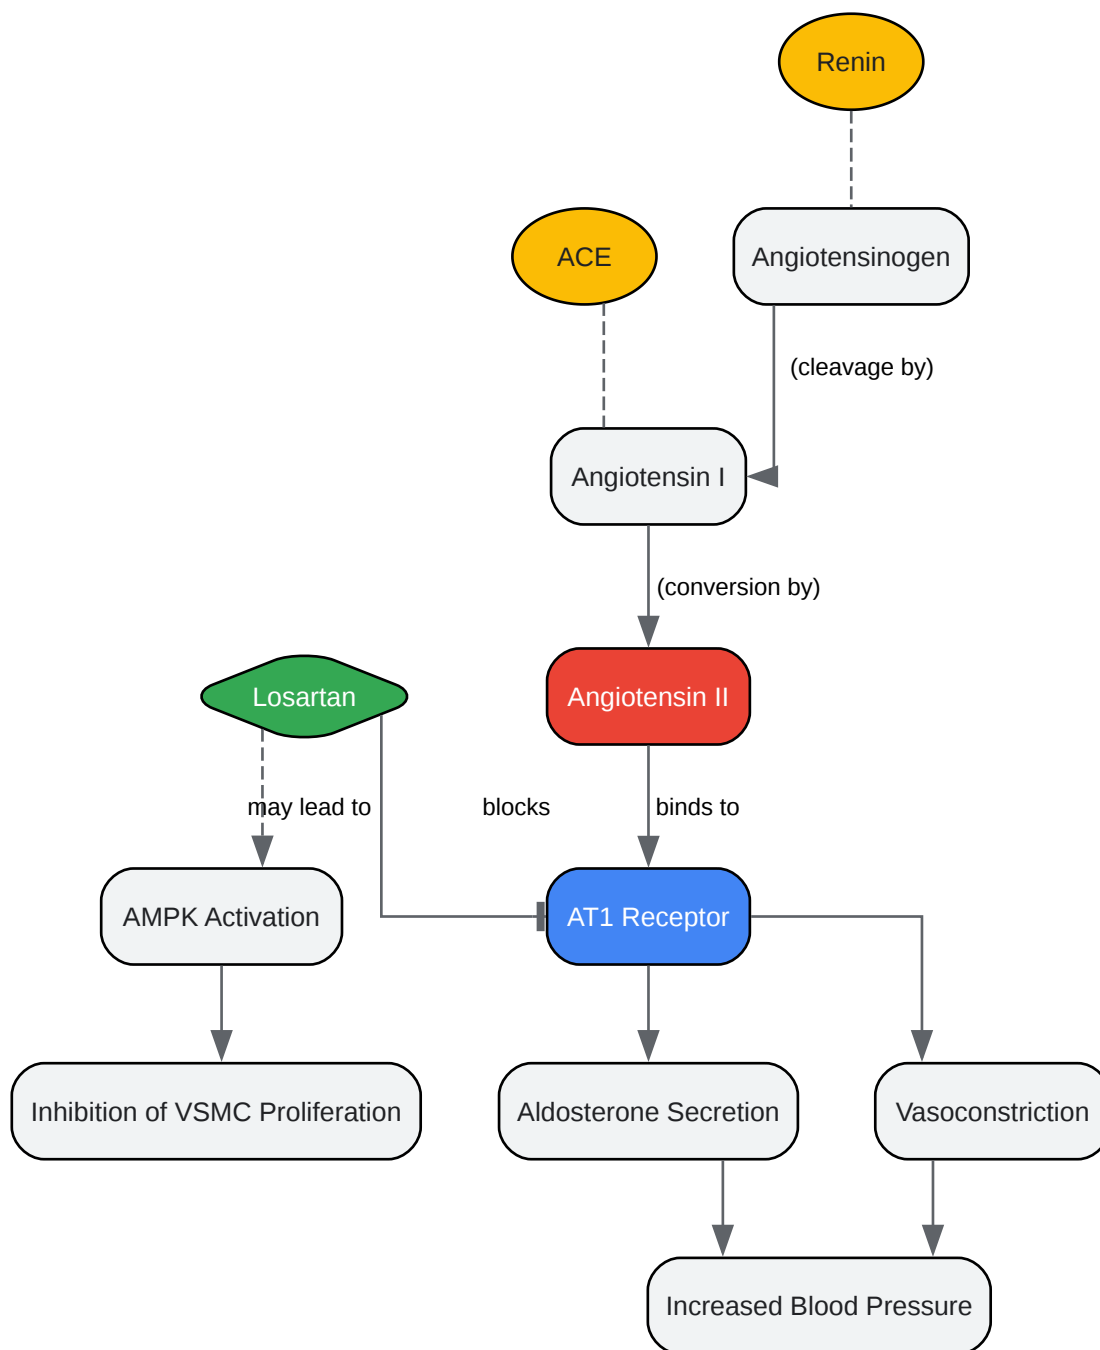 Renin
ACE
Angiotensinogen
(cleavage by)
Angiotensin I
(conversion by)
Losartan
Angiotensin II
may lead to
blocks
binds to
AMPK Activation
AT1 Receptor
Inhibition of VSMC Proliferation
Aldosterone Secretion
Vasoconstriction
Increased Blood Pressure